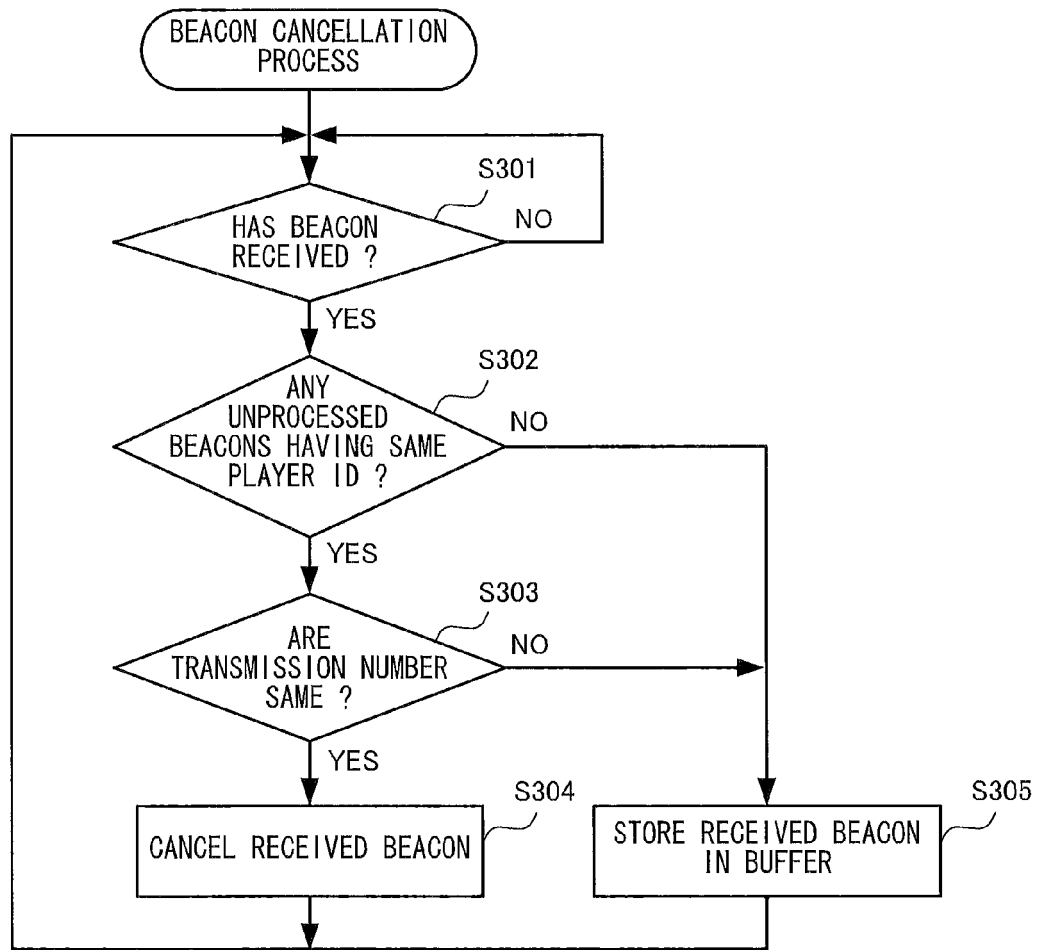 BEACON CANCELLATION
PROCESS
S301
HAS BEACON
RECEIVED ?
NO
YES
S302
ANY
UNPROCESSED
BEACONS HAVING SAME
PLAYER ID ?
NO
YES
S303
ARE
TRANSMISSION NUMBER
SAME ?
NO
YES
S304
CANCEL RECEIVED BEACON
S305
STORE RECEIVED BEACON
IN BUFFER